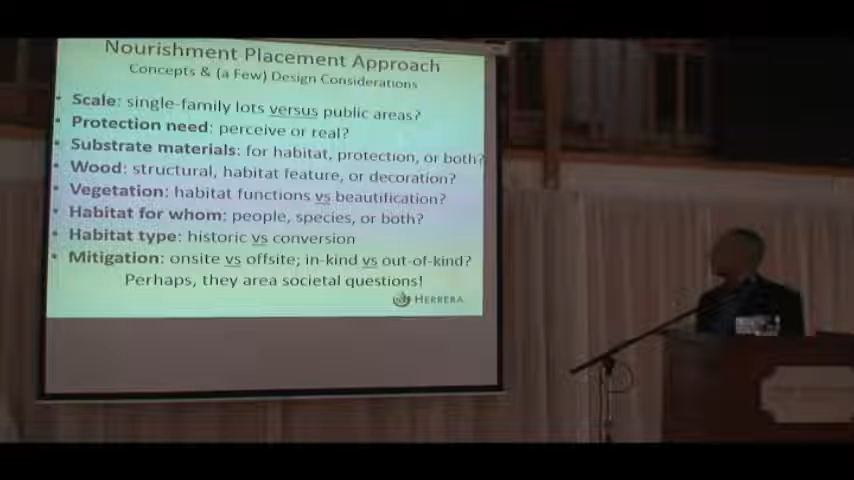 Nourishment Placement Approach
Concepts & (a Few) Design Considerations
• Scale: single-family lots versus public areas?
• Protection need: perceive or real?
• Substrate materials: for habitat, protection, or both?
• Wood: structural, habitat feature, or decoration?
• Vegetation: habitat functions vs beautification?
• Habitat for whom: people, species, or both?
• Habitat type: historic vs conversion
• Mitigation: onsite vs offsite; in-kind vs out-of-kind?
Perhaps, they area societal questions!
HERRERA